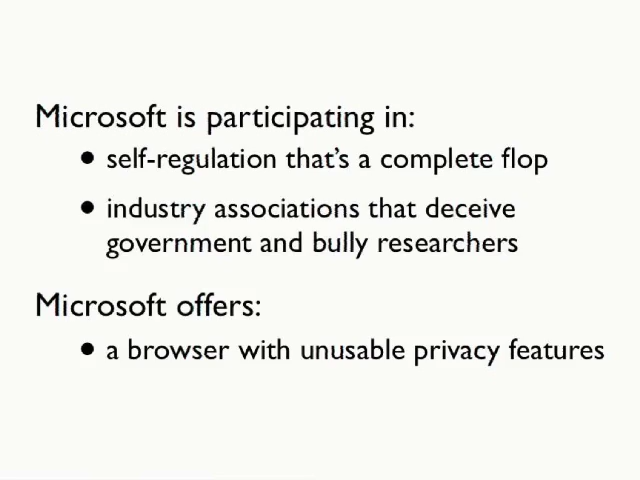 Microsoft is participating in:
• self-regulation that's a complete flop
• industry associations that deceive
government and bully researchers
Microsoft offers:
• a browser with unusable privacy features